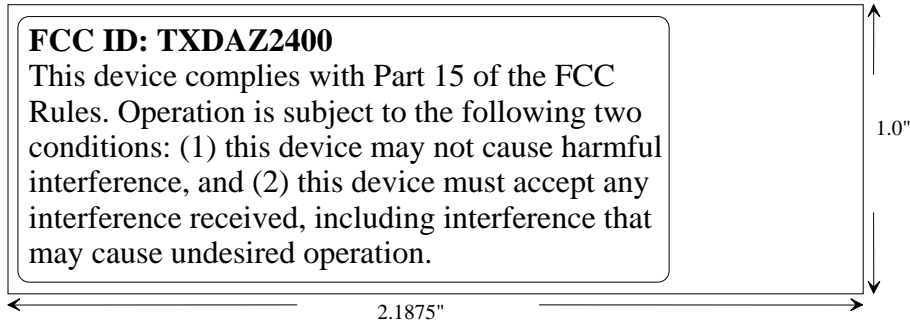 FCC ID: TXDAZ2400
This device complies with Part 15 of the FCC
Rules. Operation is subject to the following two
conditions: (1) this device may not cause harmful
interference, and (2) this device must accept any
interference received, including interference that
may cause undesired operation.
1.0"
2.1875"